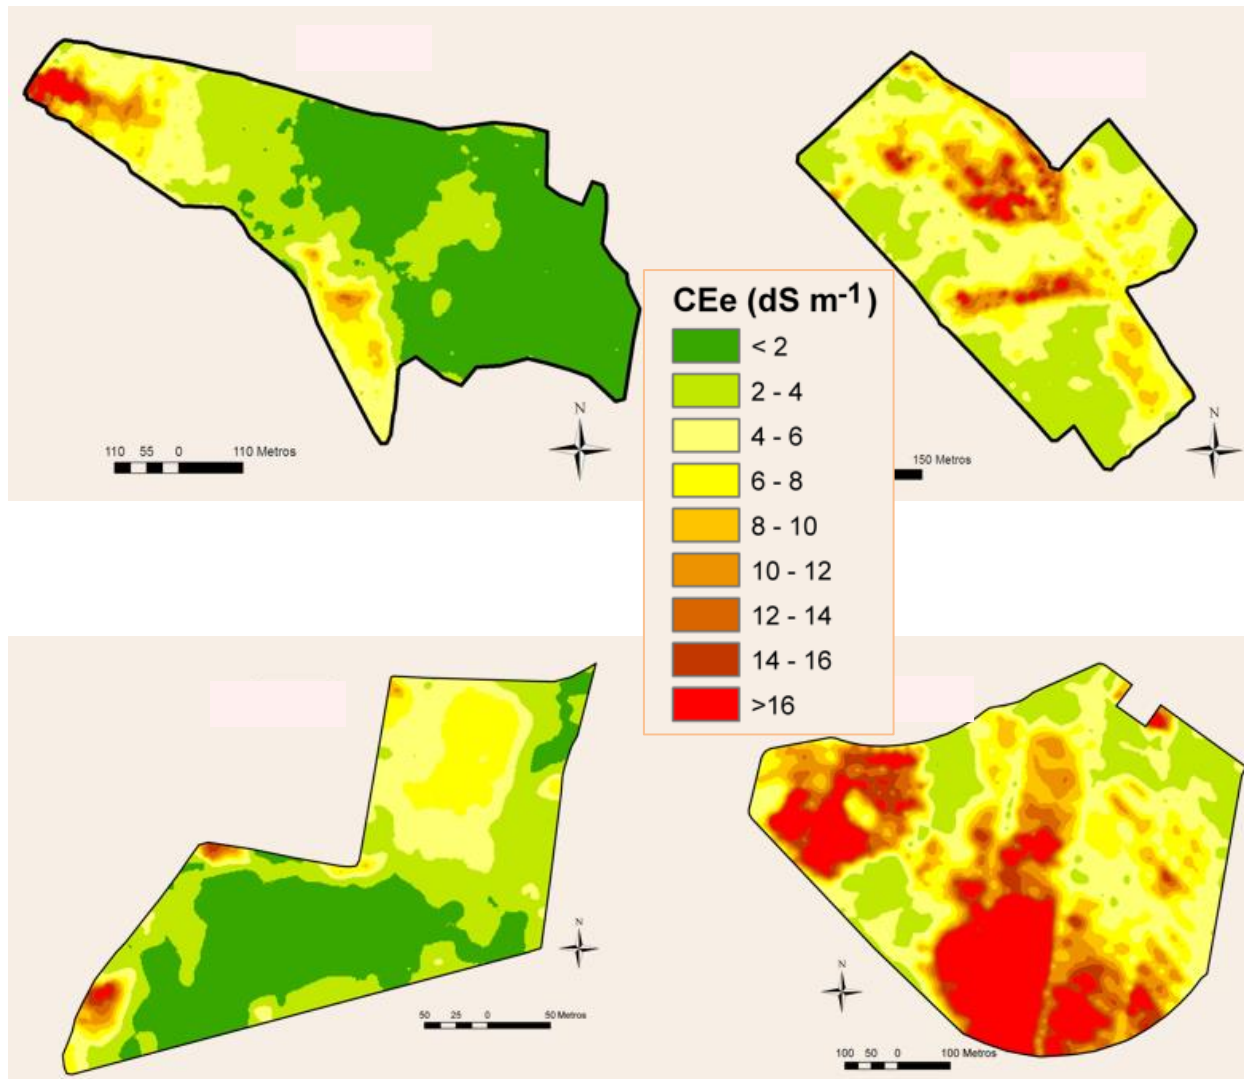 CEe (dS m-1)
< 2
2 - 4
4 - 6
6 - 8
8 - 10
10 - 12
12 - 14
14 - 16
>16
N
110 55 0 110 Metros
N
150 Metros
N
50 25 0 50 Metros
N
100 50 0 100 Metros